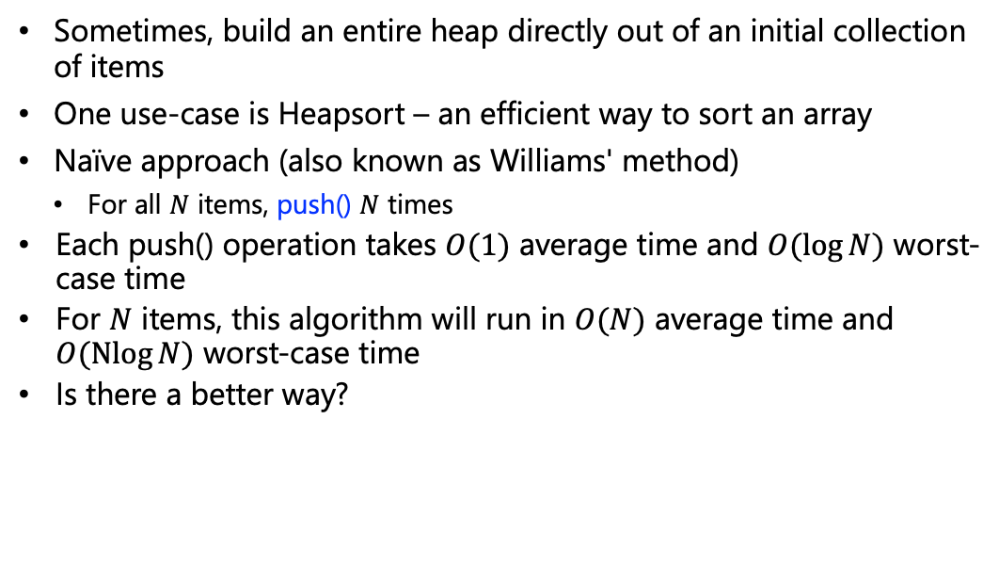 • Sometimes, build an entire heap directly out of an initial collection
of items
• One use-case is Heapsort – an efficient way to sort an array
• Naïve approach (also known as Williams' method)
• For all N items, push() N times
• Each push() operation takes O(1) average time and O(log N) worst-
case time
• For N items, this algorithm will run in O(N) average time and
O(Nlog N) worst-case time
• Is there a better way?